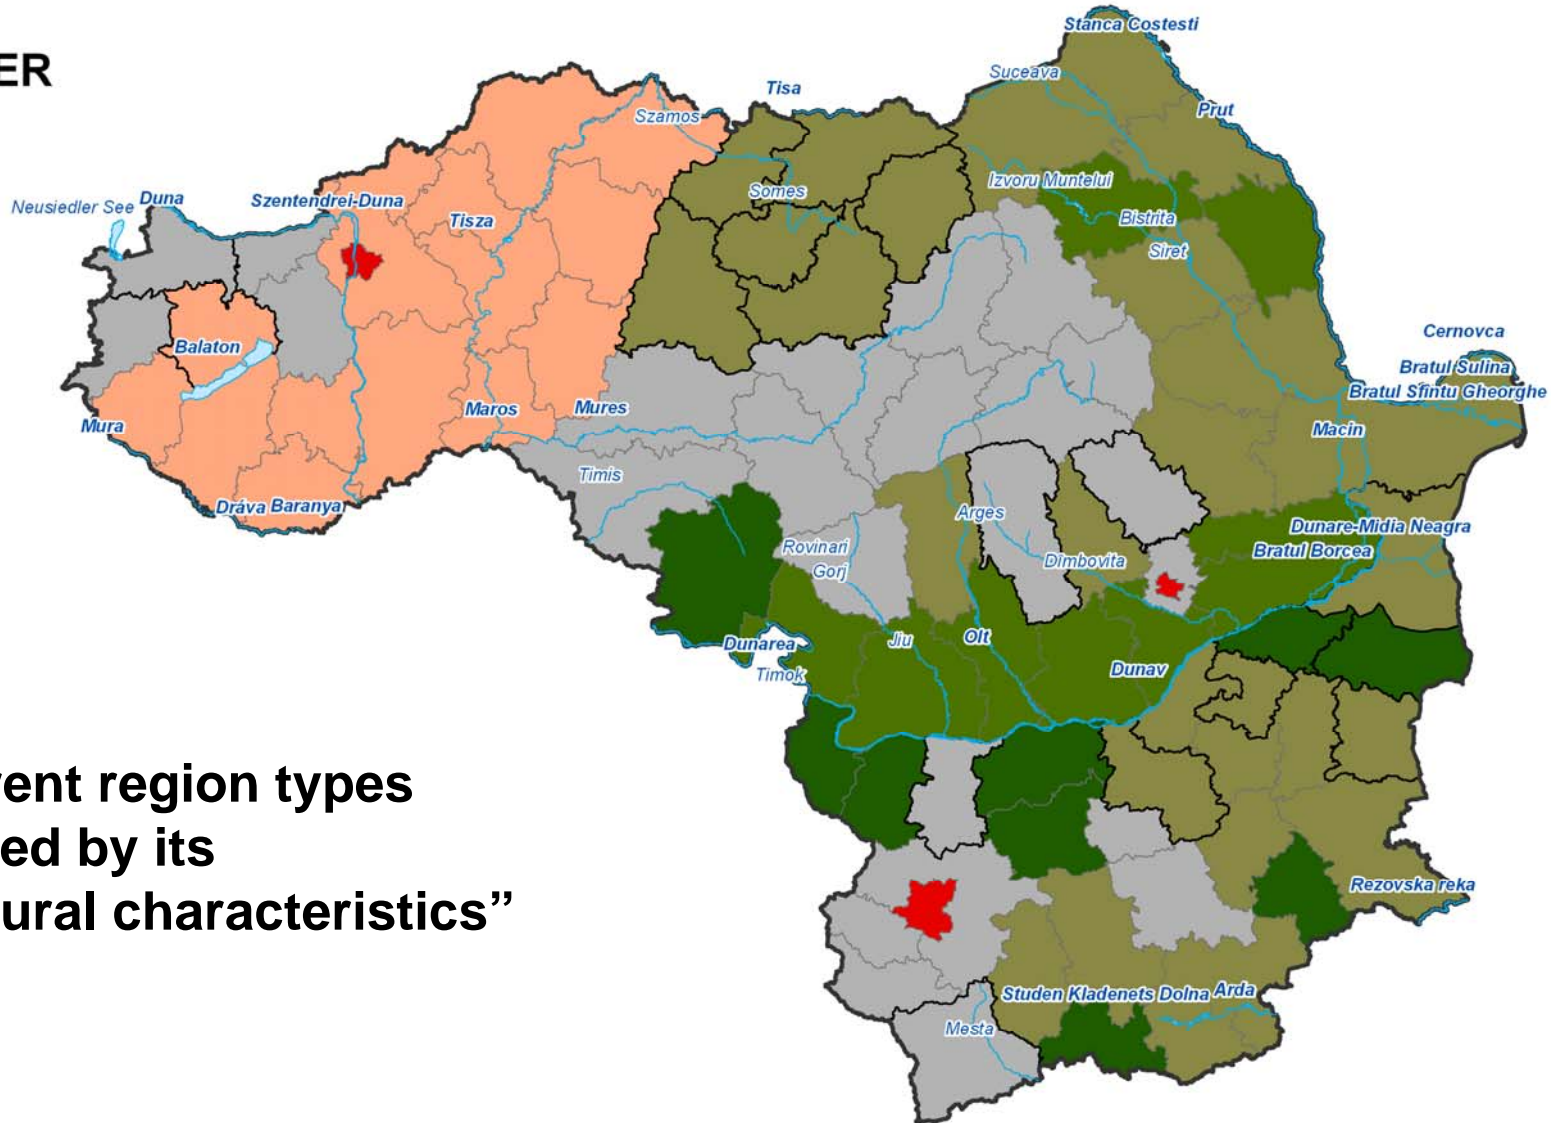 ER
Stanca Costesti
Suceava
Tisa
Szamos
Prut
Izvoru Muntelui
Somes
Neusiedler See
Duna
Szentendrei-Duna
Tisza
Bistrita
Siret
Cernovca
Balaton
Bratul Sulina
Bratul Sfintu Gheorghe
Mura
Maros
Mures
Macin
Timis
Dráva
Baranya
Arges
Dunare-Midia Neagra
Rovinari
Bratul Borcea
Gorj
Dimbovita
Dunarea
Jiu
Olt
Timok
Dunav
rent region types
ed by its
ural characteristics”
Rezovska reka
Studen Kladenets Dolna
Arda
Mesta